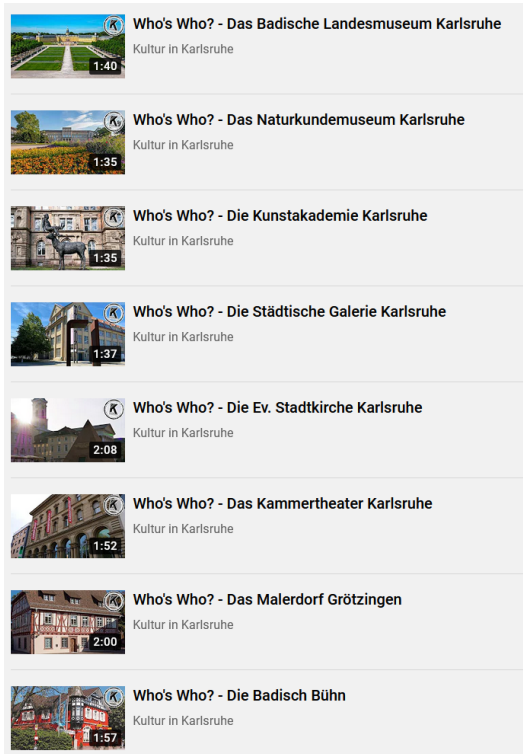 Who's Who? - Das Badische Landesmuseum Karlsruhe
Kultur in Karlsruhe
1:40
Who's Who? - Das Naturkundemuseum Karlsruhe
Kultur in Karlsruhe
1:35
Who's Who? - Die Kunstakademie Karlsruhe
Kultur in Karlsruhe
1:35
Who's Who? - Die Städtische Galerie Karlsruhe
Kultur in Karlsruhe
1:37
Who's Who? - Die Ev. Stadtkirche Karlsruhe
Kultur in Karlsruhe
2:08
Who's Who? - Das Kammertheater Karlsruhe
Kultur in Karlsruhe
1:52
Who's Who? - Das Malerdorf Grötzingen
Kultur in Karlsruhe
2:00
Who's Who? - Die Badisch Bühn
Kultur in Karlsruhe
1:57